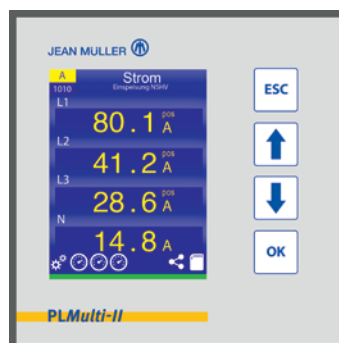 JEAN MULLER
A
Strom
1010
Einspeisung NSHV
L1
80.1 pos A
L2
41.2 pos A
L3
28.6 pos A
N
14.8 A
ESC
OK
PLMulti-II